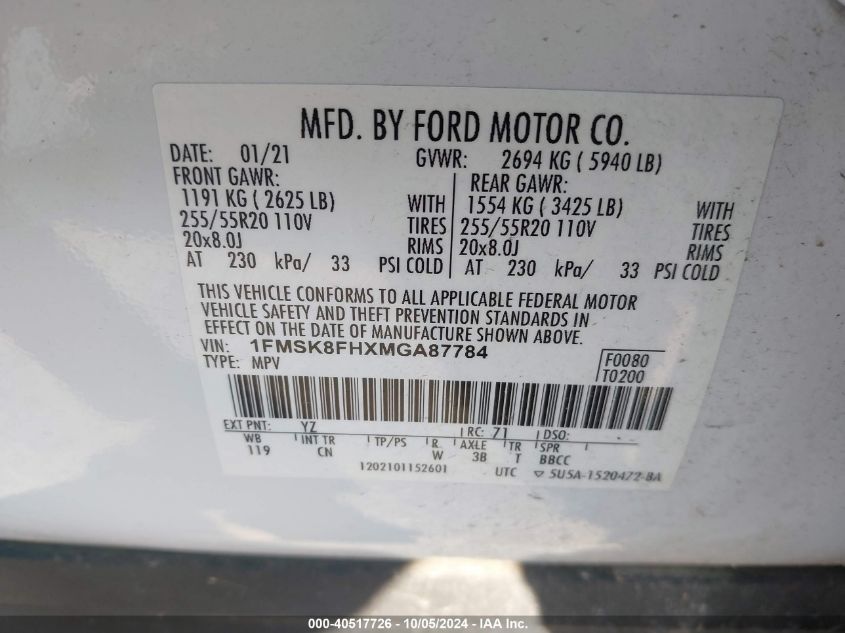 MFD. BY FORD MOTOR CO.
DATE: 01/21 GVWR: 2694 KG ( 5940 LB)
FRONT GAWR: REAR GAWR:
1191 KG ( 2625 LB) WITH 1554 KG ( 3425 LB) WITH
255/55R20 110V TIRES 255/55R20 110V TIRES
20x8.0J RIMS 20x8.0J RIMS
AT 230 kPa/ 33 PSI COLD AT 230 kPa/ 33 PSI COLD
THIS VEHICLE CONFORMS TO ALL APPLICABLE FEDERAL MOTOR
VEHICLE SAFETY AND THEFT PREVENTION STANDARDS IN
EFFECT ON THE DATE OF MANUFACTURE SHOWN ABOVE.
VIN: 1FMSK8FHXMGA87784 F0080
TYPE: MPV T0200
EXT PNT: YZ RC: 71 DSO:
WB INT TR TP/PS R AXLE TR SPR
119 CN W 3B T BBCC
1202101152601 UTC ▽ 5U5A-1520472-BA
000-40517726 - 10/05/2024 - IAA Inc.